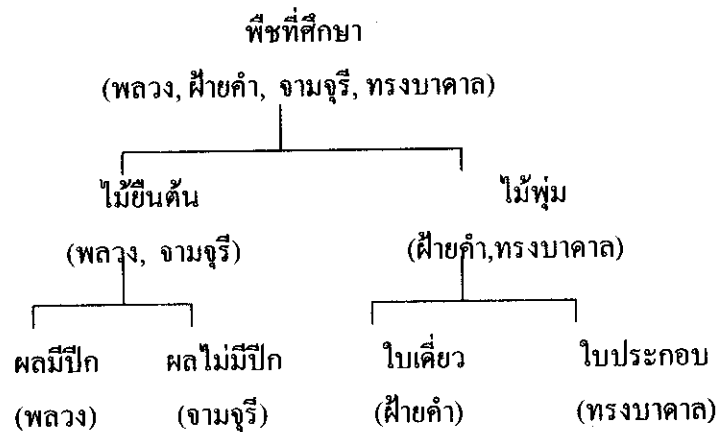 พืชที่ศึกษา
(พลวง, ฝ้ายคำ, จามจุรี, ทรงบาดาล)
ไม้ยืนต้น ไม้พุ่ม
(พลวง, จามจุรี) (ฝ้ายคำ,ทรงบาดาล)
ผลมีปีก ผลไม่มีปีก ใบเดี่ยว ใบประกอบ
(พลวง) (จามจุรี) (ฝ้ายคำ) (ทรงบาดาล)